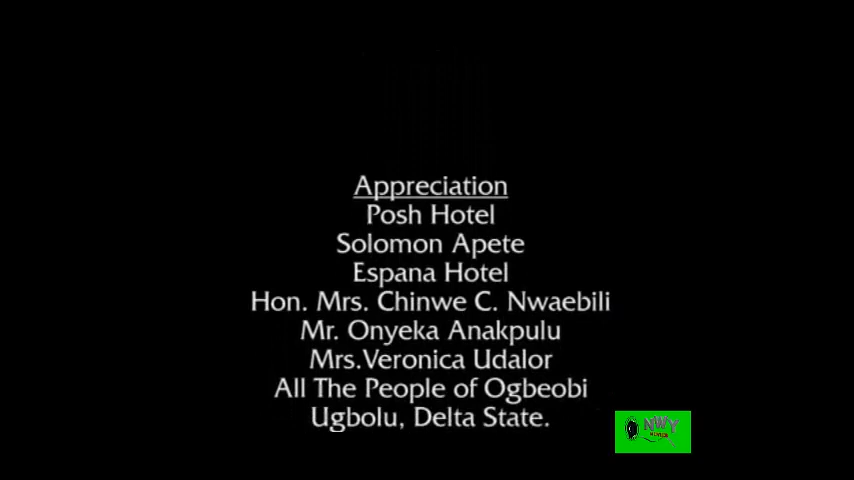 Appreciation
Posh Hotel
Solomon Apete
Espana Hotel
Hon. Mrs. Chinwe C. Nwaebili
Mr. Onyeka Anakpulu
Mrs.Veronica Udalor
All The People of Ogbeobi
Ugbolu, Delta State.
NWY